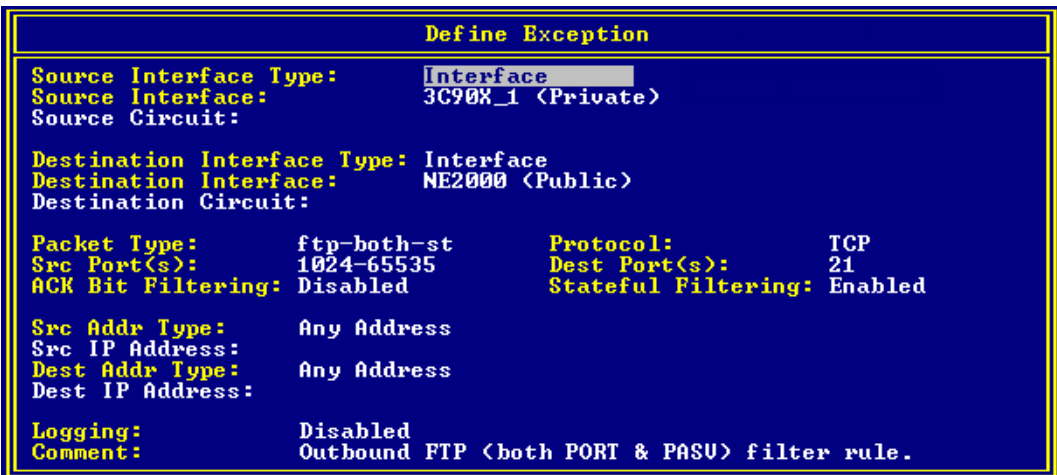 Define Exception
Source Interface Type: Interface
Source Interface: 3C90X_1 (Private)
Source Circuit:
Destination Interface Type: Interface
Destination Interface: NE2000 (Public)
Destination Circuit:
Packet Type: ftp-both-st Protocol: TCP
Src Port(s): 1024-65535 Dest Port(s): 21
ACK Bit Filtering: Disabled Stateful Filtering: Enabled
Src Addr Type: Any Address
Src IP Address:
Dest Addr Type: Any Address
Dest IP Address:
Logging: Disabled
Comment: Outbound FTP (both PORT & PASV) filter rule.